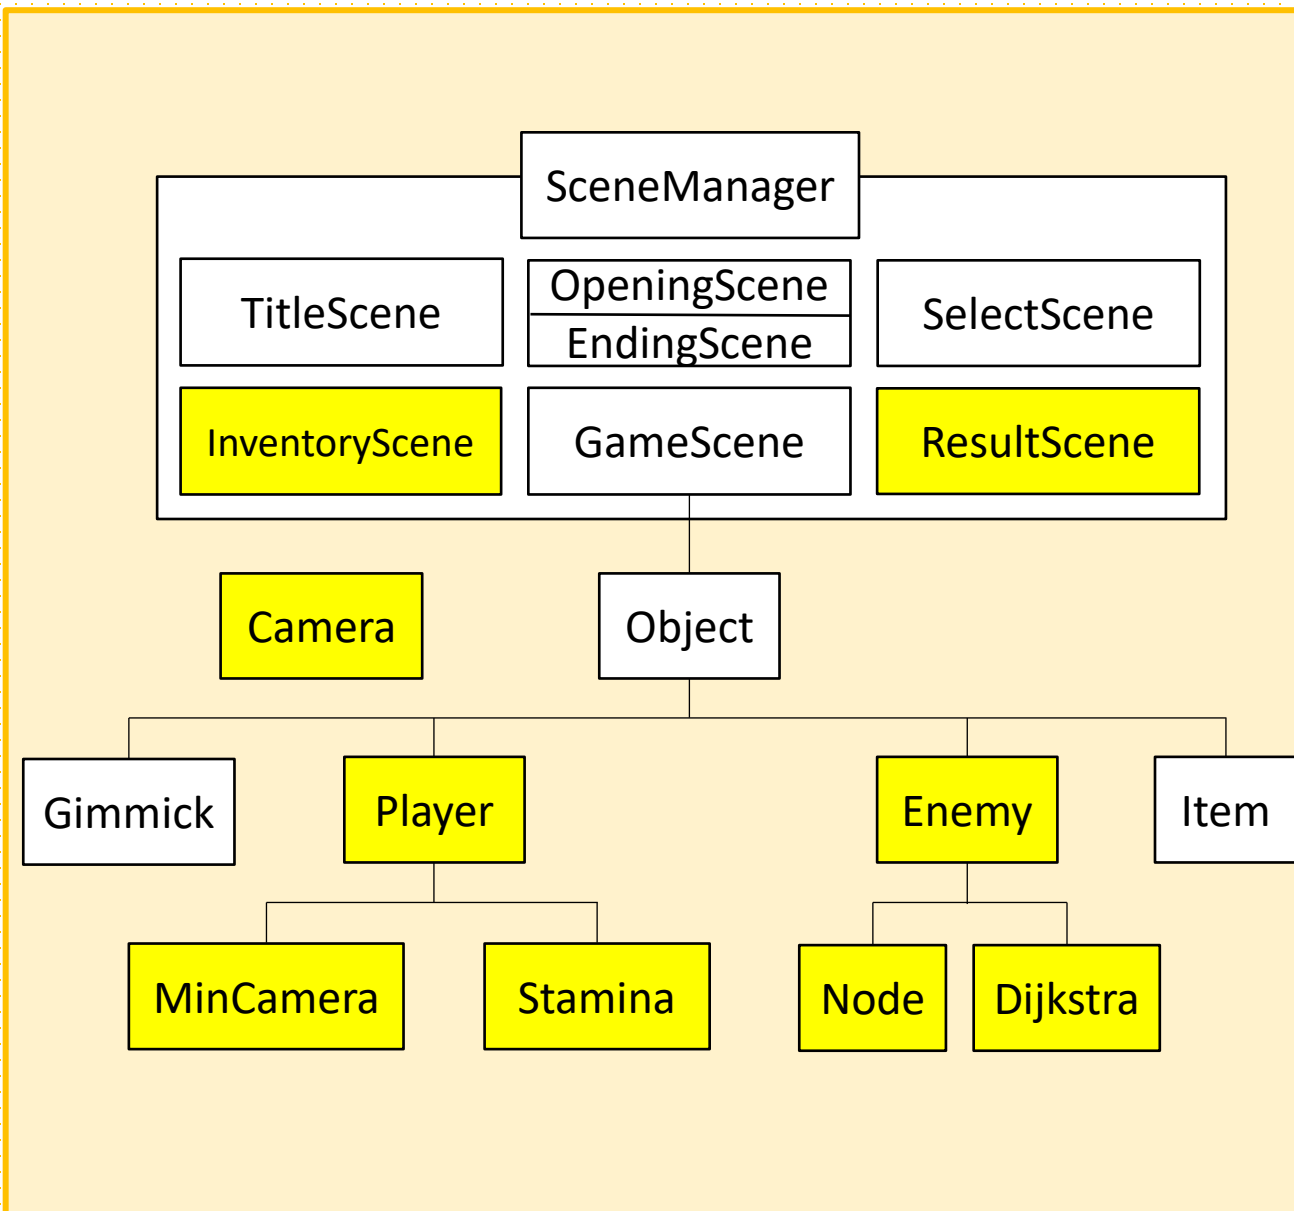 SceneManager
TitleScene
OpeningScene
EndingScene
SelectScene
InventoryScene
GameScene
ResultScene
Camera
Object
Gimmick
Player
Enemy
Item
MinCamera
Stamina
Node
Dijkstra